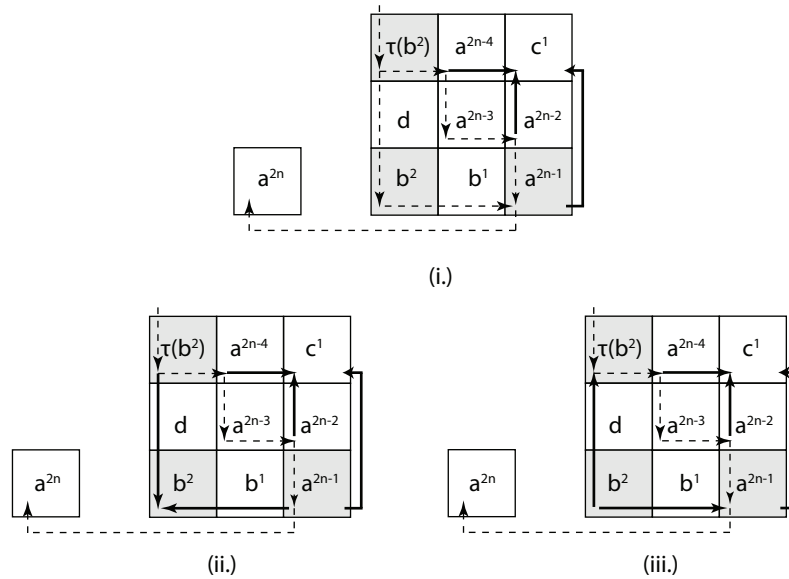 τ(b²) a²ⁿ⁻⁴ c¹
d a²ⁿ⁻³ a²ⁿ⁻²
a²ⁿ b² b¹ a²ⁿ⁻¹
(i.)
τ(b²) a²ⁿ⁻⁴ c¹ τ(b²) a²ⁿ⁻⁴ c¹
d a²ⁿ⁻³ a²ⁿ⁻² d a²ⁿ⁻³ a²ⁿ⁻²
a²ⁿ b² b¹ a²ⁿ⁻¹ a²ⁿ b² b¹ a²ⁿ⁻¹
(ii.) (iii.)